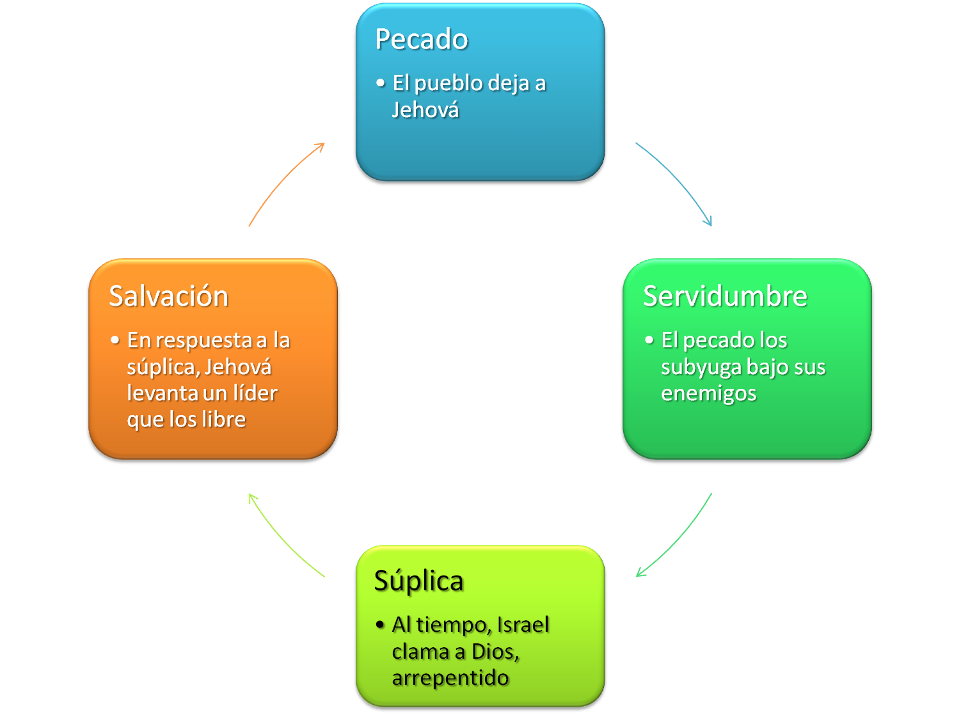 Pecado
• El pueblo deja a
Jehová
Servidumbre
• El pecado los
subyuga bajo sus
enemigos
Súplica
• Al tiempo, Israel
clama a Dios,
arrepentido
Salvación
• En respuesta a la
súplica, Jehová
levanta un líder
que los libre